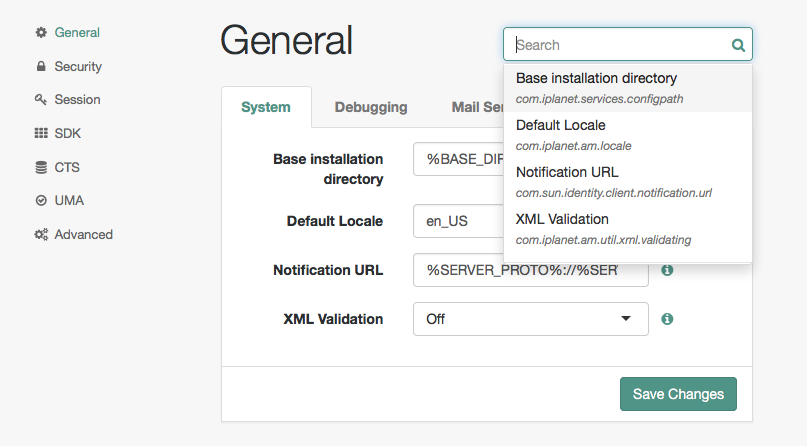 General
Security
Session
SDK
CTS
UMA
Advanced
General
Search
Base installation directory
com.iplanet.services.configpath
Default Locale
com.iplanet.am.locale
Notification URL
com.sun.identity.client.notification.url
XML Validation
com.iplanet.am.util.xml.validating
System Debugging Mail Se
Base installation
directory
%BASE_DI
Default Locale en_US
Notification URL %SERVER_PROTO%://%SER
XML Validation Off
Save Changes